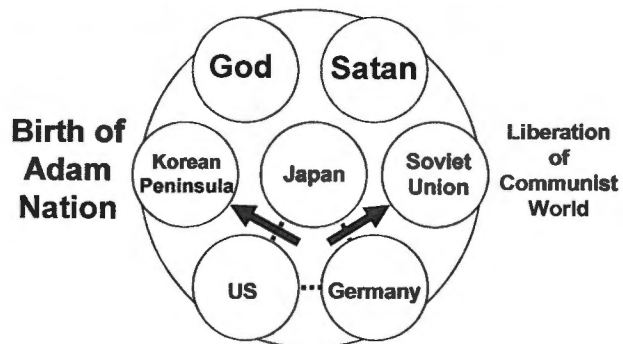 God
Satan
Birth of
Adam
Nation
Korean
Peninsula
Japan
Soviet
Union
Liberation
of
Communist
World
US
Germany